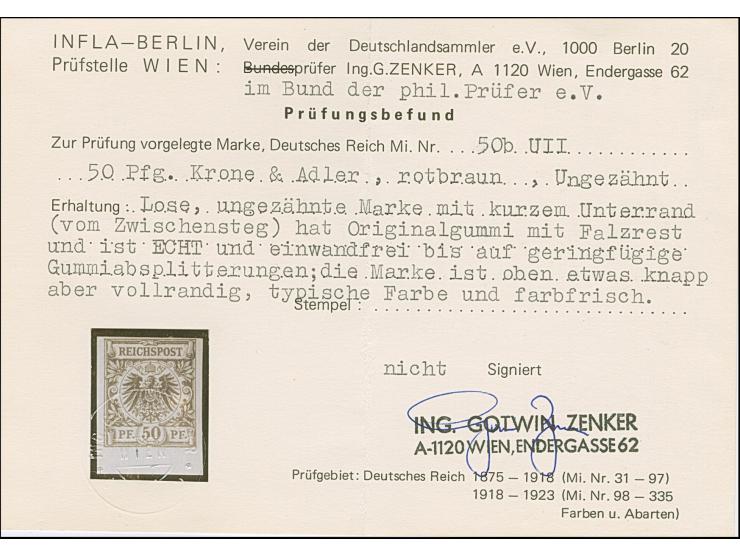 INFLA–BERLIN, Verein der Deutschlandsammler e.V., 1000 Berlin 20
Prüfstelle WIEN: Bundesprüfer Ing.G.ZENKER, A 1120 Wien, Endergasse 62
im Bund der phil.Prüfer e.V.
Prüfungsbefund
Zur Prüfung vorgelegte Marke, Deutsches Reich Mi. Nr. ...50b UII
...50 Pfg. Krone & Adler., rotbraun .., Ungezähnt..
Erhaltung: Lose, ungezähnte Marke mit kurzem Unterrand
(vom Zwischensteg) hat Originalgummi mit Falzrest
und ist ECHT und einwandfrei bis auf geringfügige
Gummiabsplitterungen;die Marke ist oben etwas knapp
aber vollrandig, typische Farbe und farbfrisch.
Stempel:
REICHSPOST
PF. 50 PF.
WIEN
nicht Signiert
ING. GOTWIN ZENKER
A-1120 WIEN, ENDERGASSE 62
Prüfgebiet: Deutsches Reich 1875 – 1918 (Mi. Nr. 31 – 97)
1918 – 1923 (Mi. Nr. 98 – 335
Farben u. Abarten)